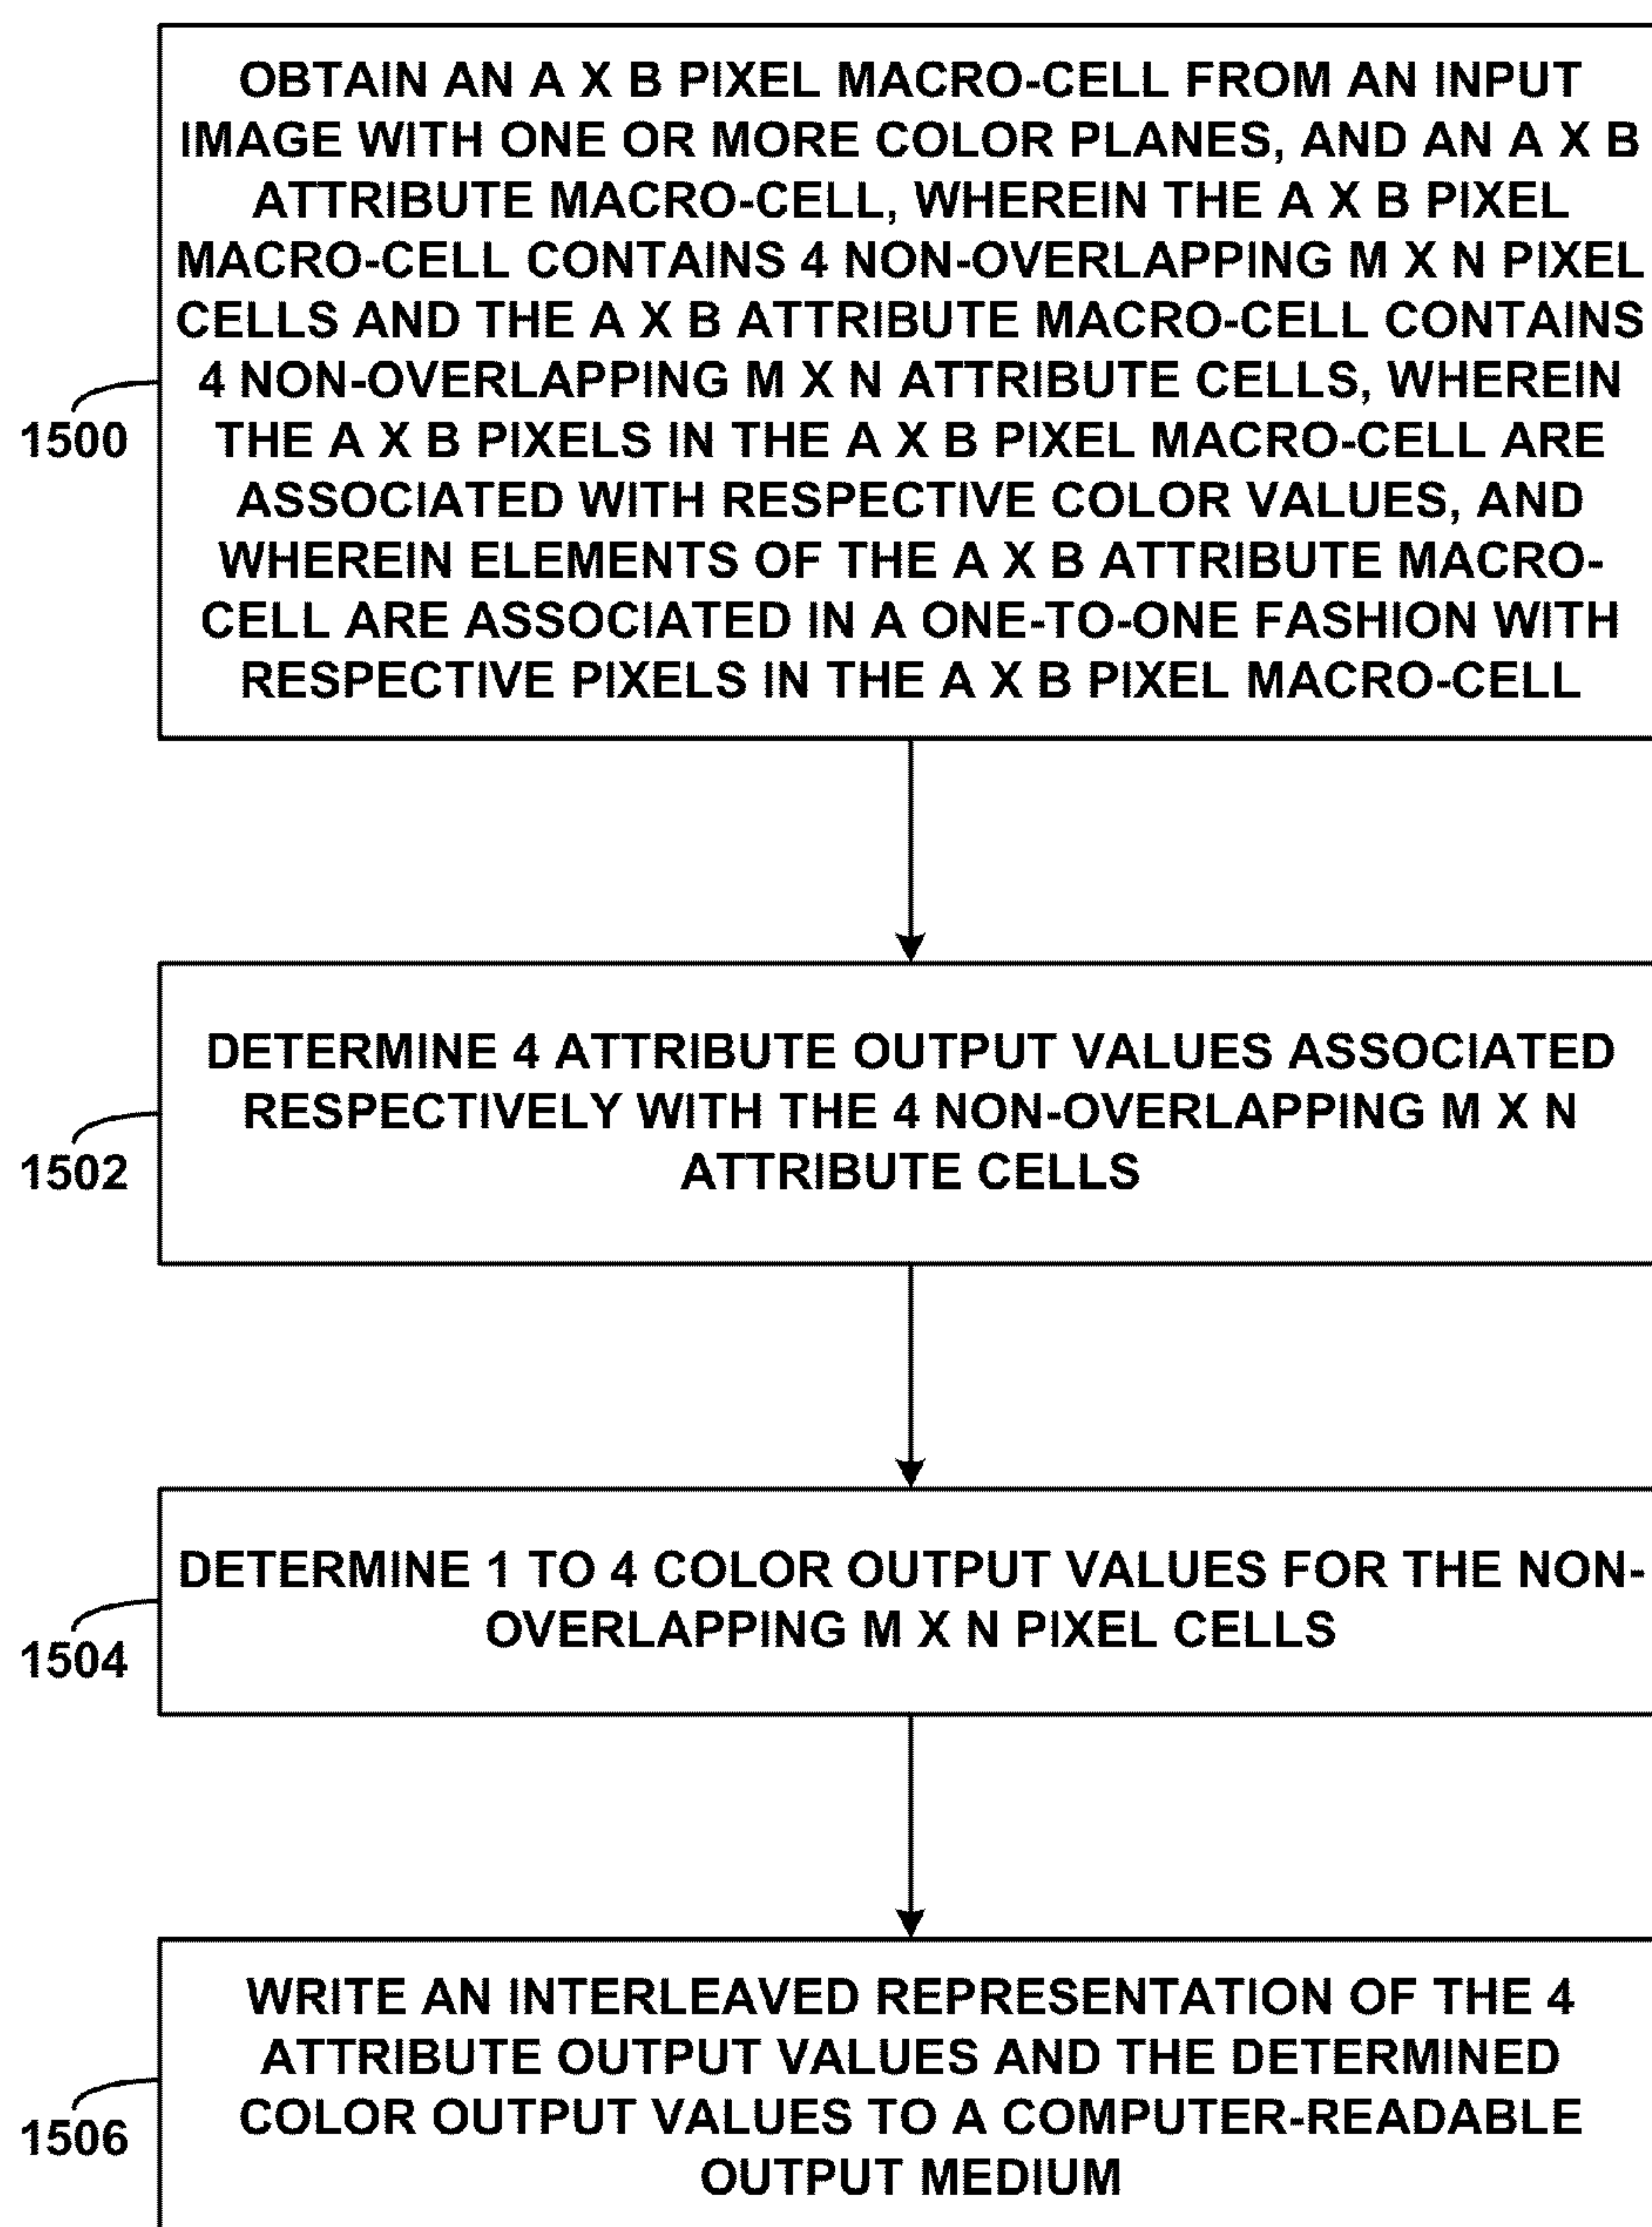 OBTAIN AN A X B PIXEL MACRO-CELL FROM AN INPUT
IMAGE WITH ONE OR MORE COLOR PLANES, AND AN A X B
ATTRIBUTE MACRO-CELL, WHEREIN THE A X B PIXEL
MACRO-CELL CONTAINS 4 NON-OVERLAPPING M X N PIXEL
CELLS AND THE A X B ATTRIBUTE MACRO-CELL CONTAINS
4 NON-OVERLAPPING M X N ATTRIBUTE CELLS, WHEREIN
THE A X B PIXELS IN THE A X B PIXEL MACRO-CELL ARE
ASSOCIATED WITH RESPECTIVE COLOR VALUES, AND
WHEREIN ELEMENTS OF THE A X B ATTRIBUTE MACRO-
CELL ARE ASSOCIATED IN A ONE-TO-ONE FASHION WITH
RESPECTIVE PIXELS IN THE A X B PIXEL MACRO-CELL
1500
DETERMINE 4 ATTRIBUTE OUTPUT VALUES ASSOCIATED
RESPECTIVELY WITH THE 4 NON-OVERLAPPING M X N
ATTRIBUTE CELLS
1502
DETERMINE 1 TO 4 COLOR OUTPUT VALUES FOR THE NON-
OVERLAPPING M X N PIXEL CELLS
1504
WRITE AN INTERLEAVED REPRESENTATION OF THE 4
ATTRIBUTE OUTPUT VALUES AND THE DETERMINED
COLOR OUTPUT VALUES TO A COMPUTER-READABLE
OUTPUT MEDIUM
1506